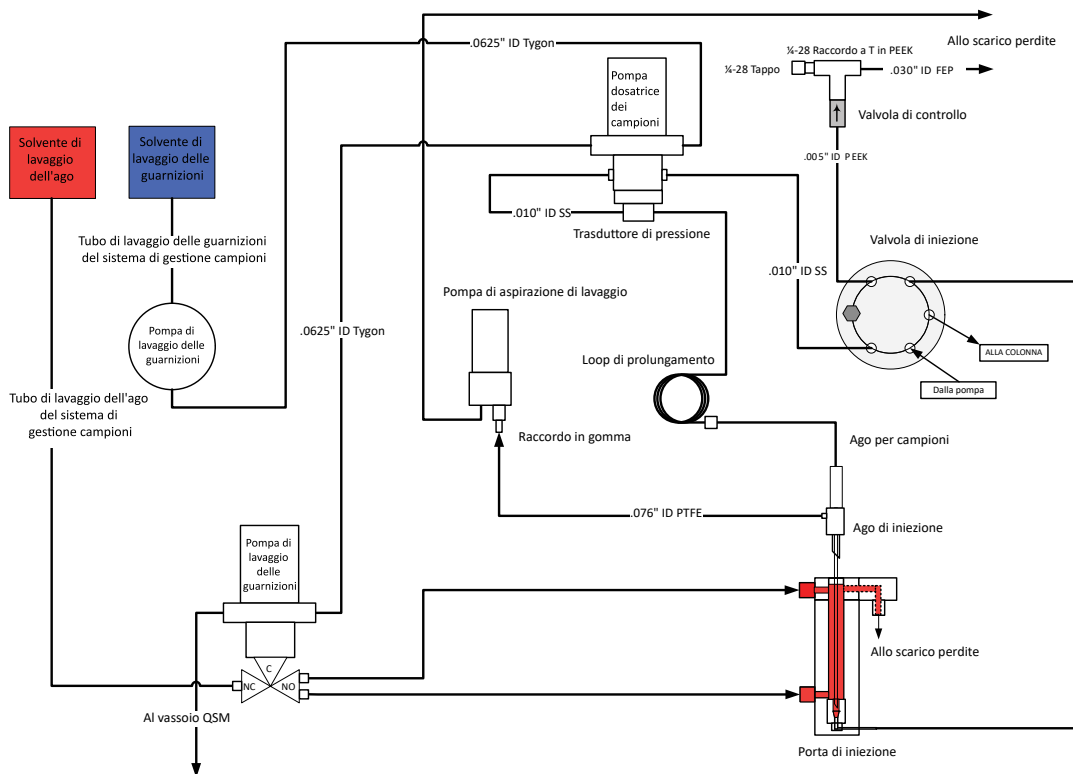 .0625" ID Tygon
Allo scarico perdite
¼-28 Raccordo a T in PEEK
¼-28 Tappo
.030" ID FEP
Valvola di controllo
.005" ID PEEK
Pompa
dosatrice
dei
campioni
Solvente di
lavaggio
dell'ago
Solvente di
lavaggio delle
guarnizioni
.010" ID SS
Trasduttore di pressione
Valvola di iniezione
Tubo di lavaggio delle guarnizioni
del sistema di gestione campioni
.010" ID SS
Pompa di aspirazione di lavaggio
Pompa di
lavaggio delle
guarnizioni
.0625" ID Tygon
ALLA COLONNA
Loop di prolungamento
Dalla pompa
Tubo di lavaggio dell'ago
del sistema di
gestione campioni
Raccordo in gomma
Ago per campioni
.076" ID PTFE
Ago di iniezione
Pompa di
lavaggio
delle
guarnizioni
Allo scarico perdite
C
NC
NO
Al vassoio QSM
Porta di iniezione